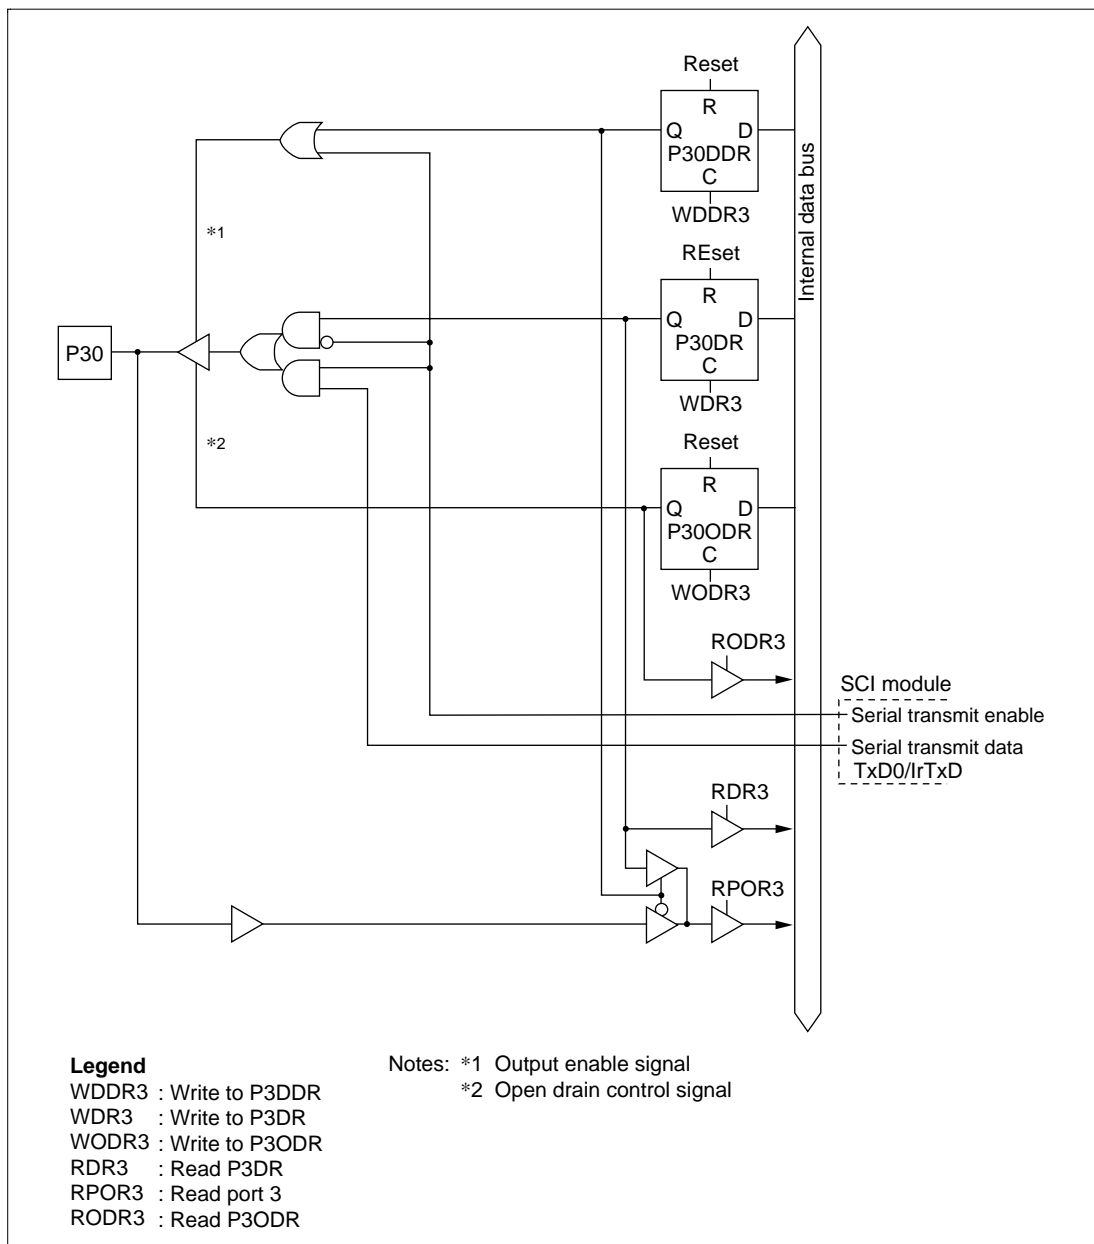 Reset
R
Q D
P30DDR
C
WDDR3
Internal data bus
*1
REset
R
Q D
P30DR
C
WDR3
P30
*2
Reset
R
Q D
P30ODR
C
WODR3
RODR3
SCI module
Serial transmit enable
Serial transmit data
TxD0/IrTxD
RDR3
RPOR3
Legend
WDDR3 : Write to P3DDR
WDR3 : Write to P3DR
WODR3 : Write to P3ODR
RDR3 : Read P3DR
RPOR3 : Read port 3
RODR3 : Read P3ODR
Notes: *1 Output enable signal
*2 Open drain control signal